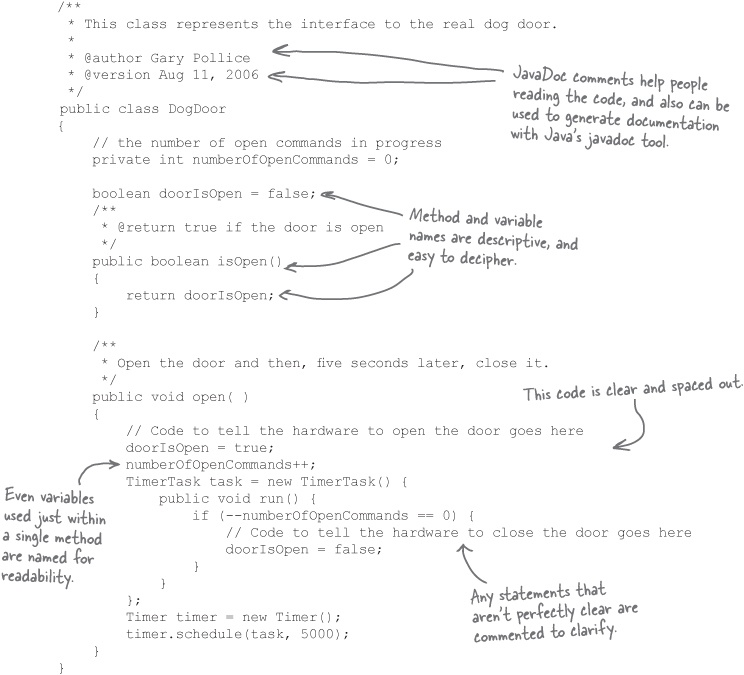 /**
 * This class represents the interface to the real dog door.
 *
 * @author Gary Pollice
 * @version Aug 11, 2006
 */
JavaDoc comments help people
reading the code, and also can be
used to generate documentation
with Java's javadoc tool.
public class DogDoor
{
    // the number of open commands in progress
    private int numberOfOpenCommands = 0;

    boolean doorIsOpen = false;
    /**
     * @return true if the door is open
     */
    public boolean isOpen()
    {
        return doorIsOpen;
    }
Method and variable
names are descriptive, and
easy to decipher.

    /**
     * Open the door and then, five seconds later, close it.
     */
    public void open( )
    {
This code is clear and spaced out.
        // Code to tell the hardware to open the door goes here
        doorIsOpen = true;
        numberOfOpenCommands++;
        TimerTask task = new TimerTask() {
            public void run() {
                if (--numberOfOpenCommands == 0) {
                    // Code to tell the hardware to close the door goes here
                    doorIsOpen = false;
                }
            }
        };
        Timer timer = new Timer();
        timer.schedule(task, 5000);
    }
}
Even variables
used just within
a single method
are named for
readability.
Any statements that
aren't perfectly clear are
commented to clarify.